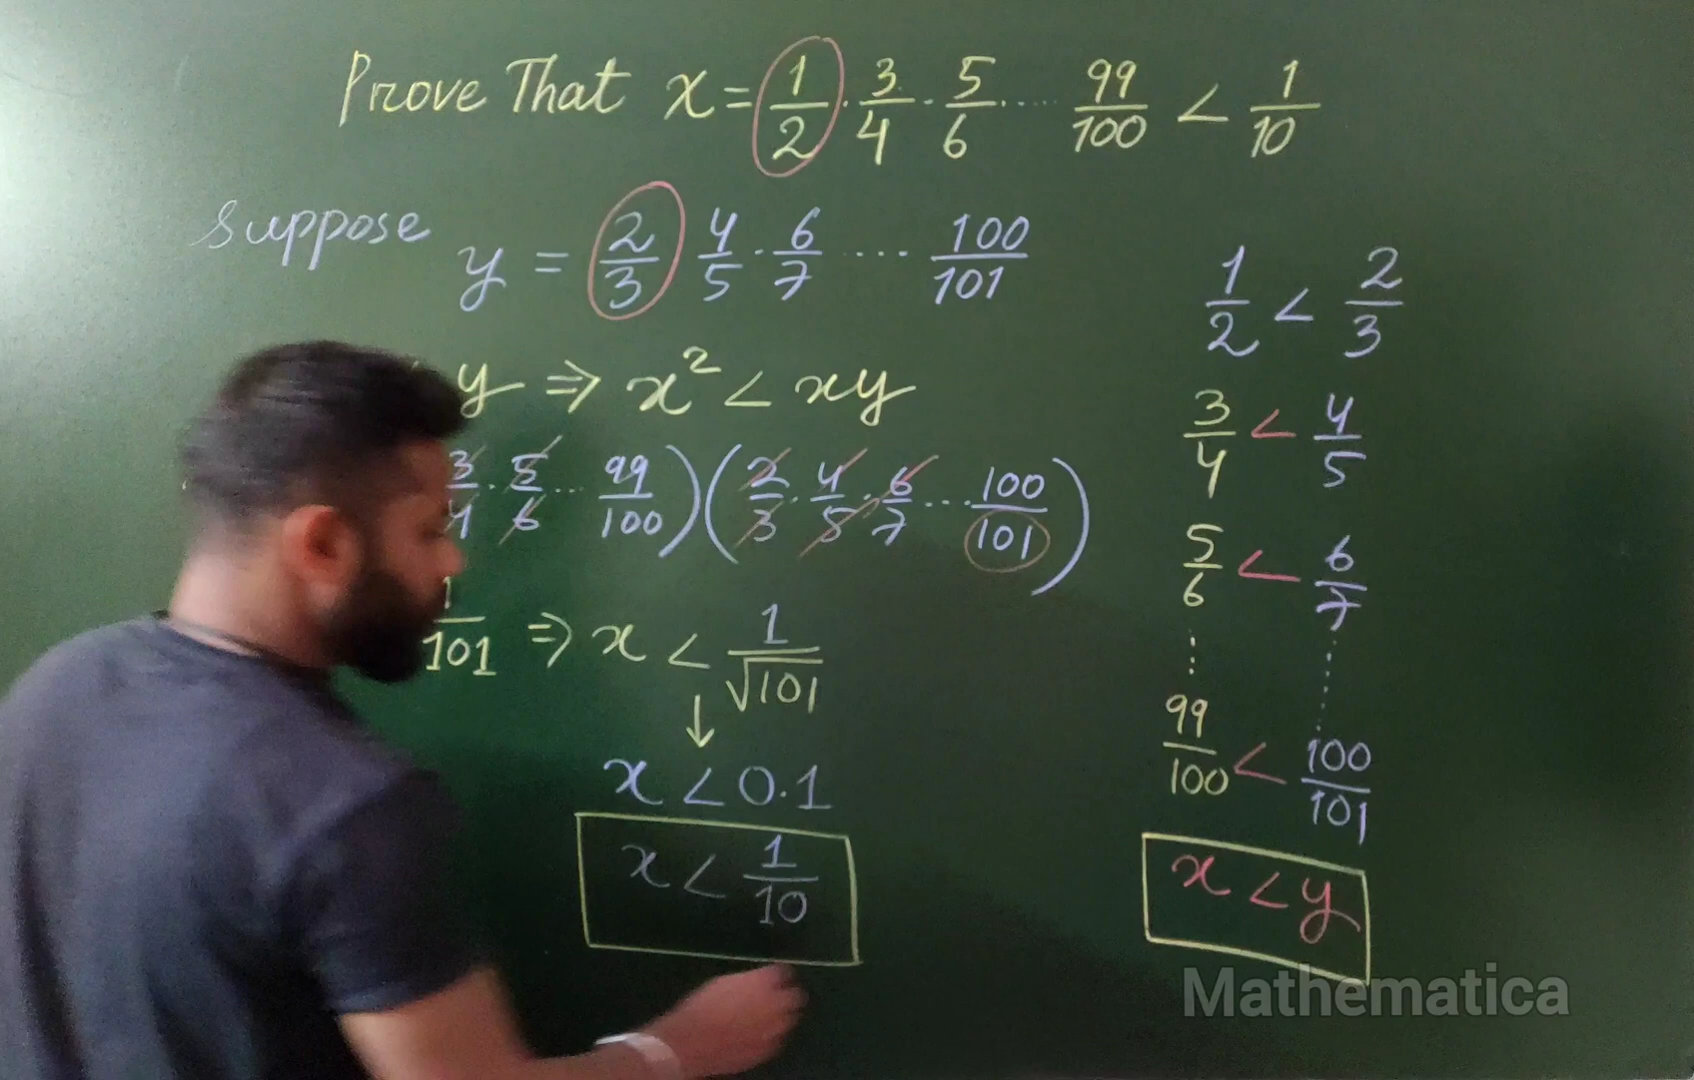 Prove That x = 1/2 · 3/4 · 5/6 ..... 99/100 < 1/10
Suppose y = 2/3 4/5 · 6/7 .... 100/101
y ⇒ x² < xy
3/4 · 5/6 ... 99/100 ) ( 2/3 · 4/5 · 6/7 .... 100/101 )
1/101 ⇒ x < 1/√101
↓
x < 0.1
x < 1/10
1/2 < 2/3
3/4 < 4/5
5/6 < 6/7
99/100 < 100/101
x < y
Mathematica